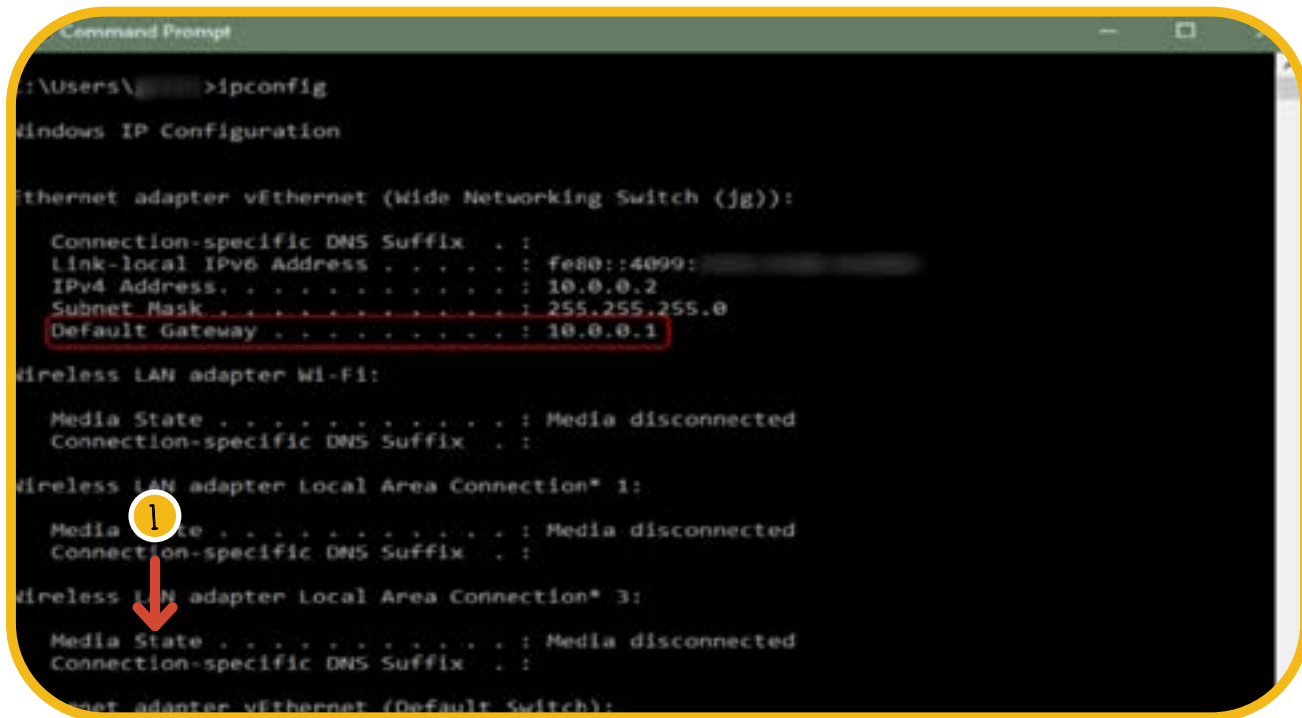 Command Prompt
:\Users\ >ipconfig
Windows IP Configuration
Ethernet adapter vEthernet (Wide Networking Switch (jg)):
Connection-specific DNS Suffix . :
Link-local IPv6 Address . . . . . : fe80::4099:
IPv4 Address. . . . . . . . . . . : 10.0.0.2
Subnet Mask . . . . . . . . . . . : 255.255.255.0
Default Gateway . . . . . . . . . : 10.0.0.1
Wireless LAN adapter Wi-Fi:
Media State . . . . . . . . . . . : Media disconnected
Connection-specific DNS Suffix . :
Wireless LAN adapter Local Area Connection* 1:
1
Media State . . . . . . . . . . . : Media disconnected
Connection-specific DNS Suffix . :
Wireless LAN adapter Local Area Connection* 3:
Media State . . . . . . . . . . . : Media disconnected
Connection-specific DNS Suffix . :
adapter vEthernet (Default Switch):